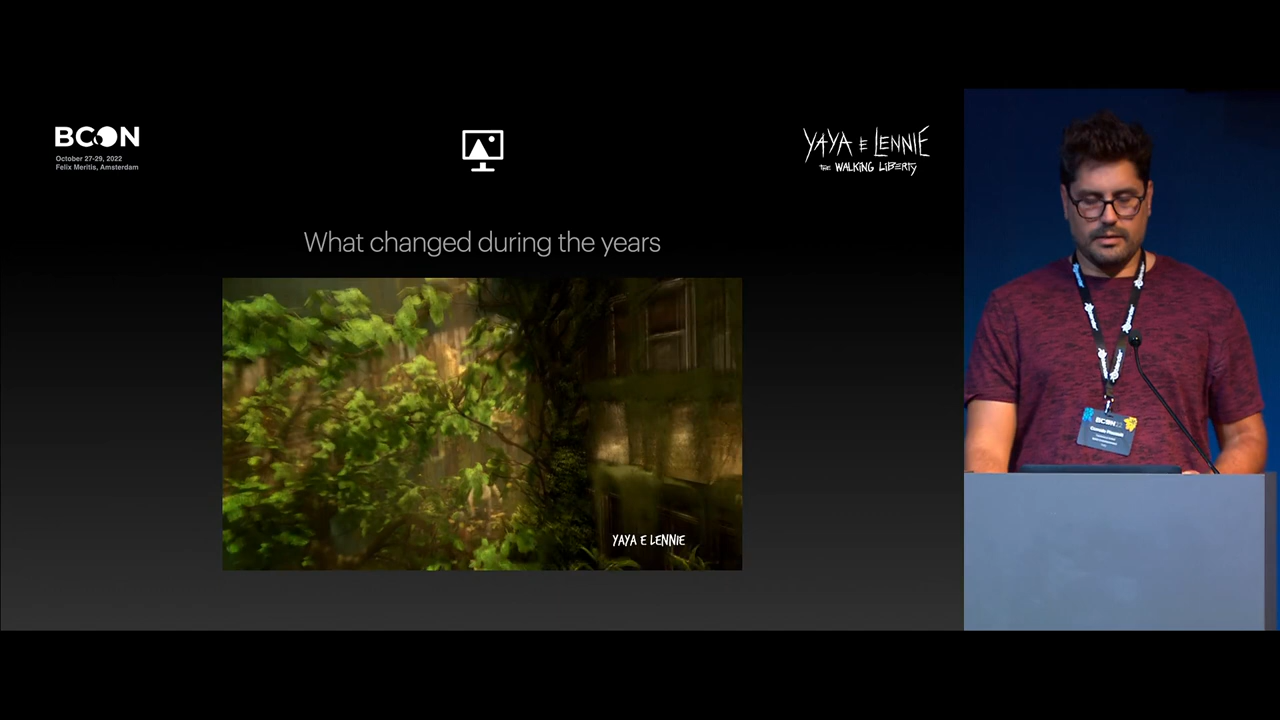 BCON
October 27-29, 2022
Felix Meritis, Amsterdam
YAYA E LENNIE
THE WALKING LIBERTY
What changed during the years
YAYA E LENNIE
BCON